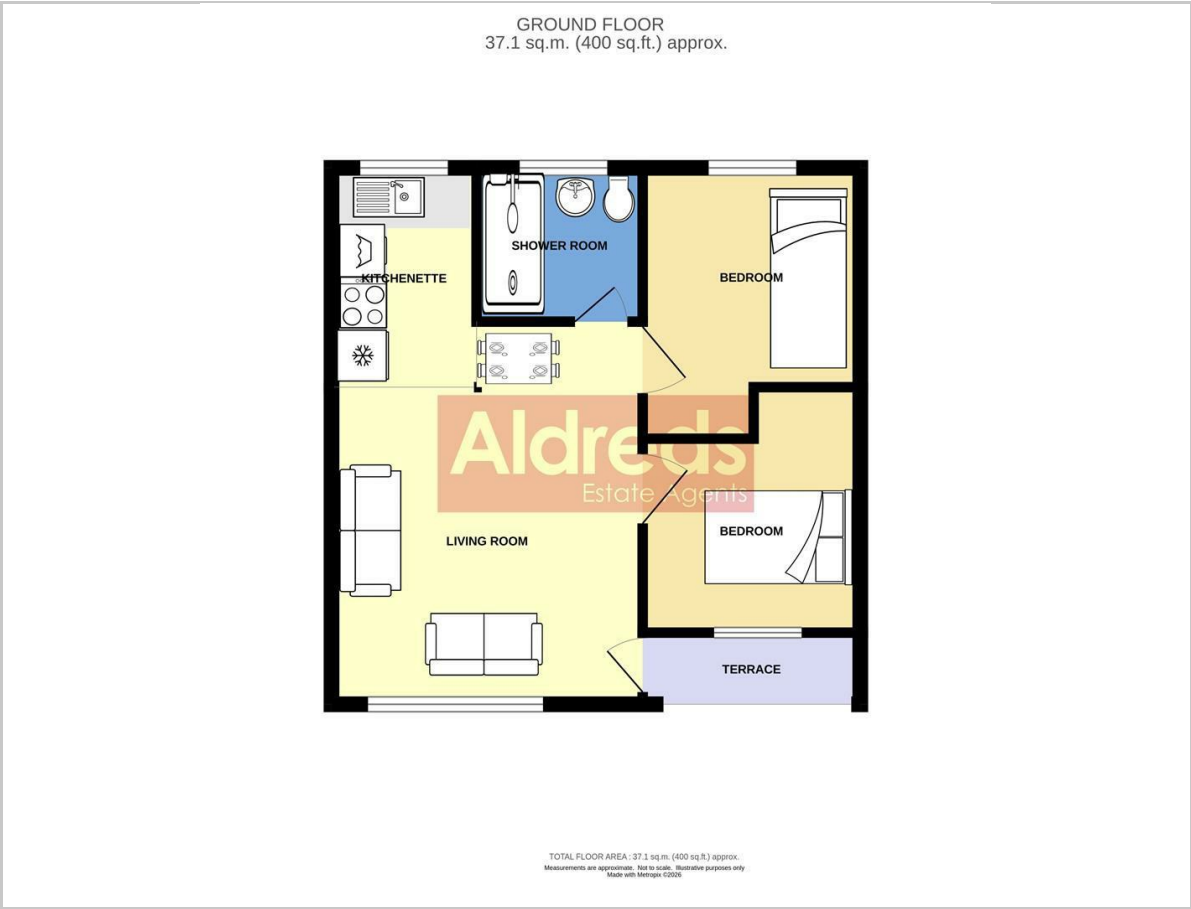 GROUND FLOOR
37.1 sq.m. (400 sq.ft.) approx.
SHOWER ROOM
KITCHENETTE
BEDROOM
Aldreds
Estate Agents
LIVING ROOM
BEDROOM
TERRACE
TOTAL FLOOR AREA : 37.1 sq.m. (400 sq.ft.) approx.
Measurements are approximate. Not to scale. Illustrative purposes only
Made with Metropix ©2026